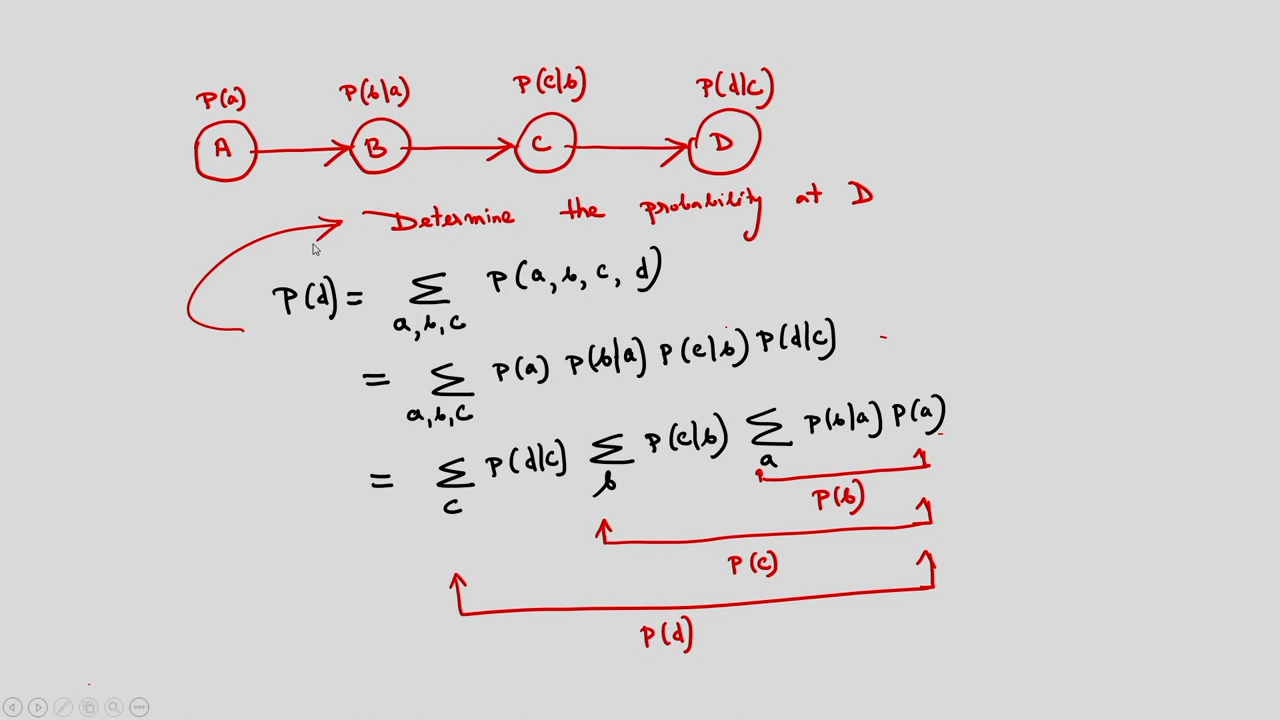 P(a) P(b|a) P(c|b) P(d|c)
A B C D
Determine the probability at D
P(d) = ∑ P(a, b, c, d)
a, b, c
= ∑ P(a) P(b|a) P(c|b) P(d|c)
a, b, c
= ∑ P(d|c) ∑ P(c|b) ∑ P(b|a) P(a)
c b a
P(b)
P(c)
P(d)